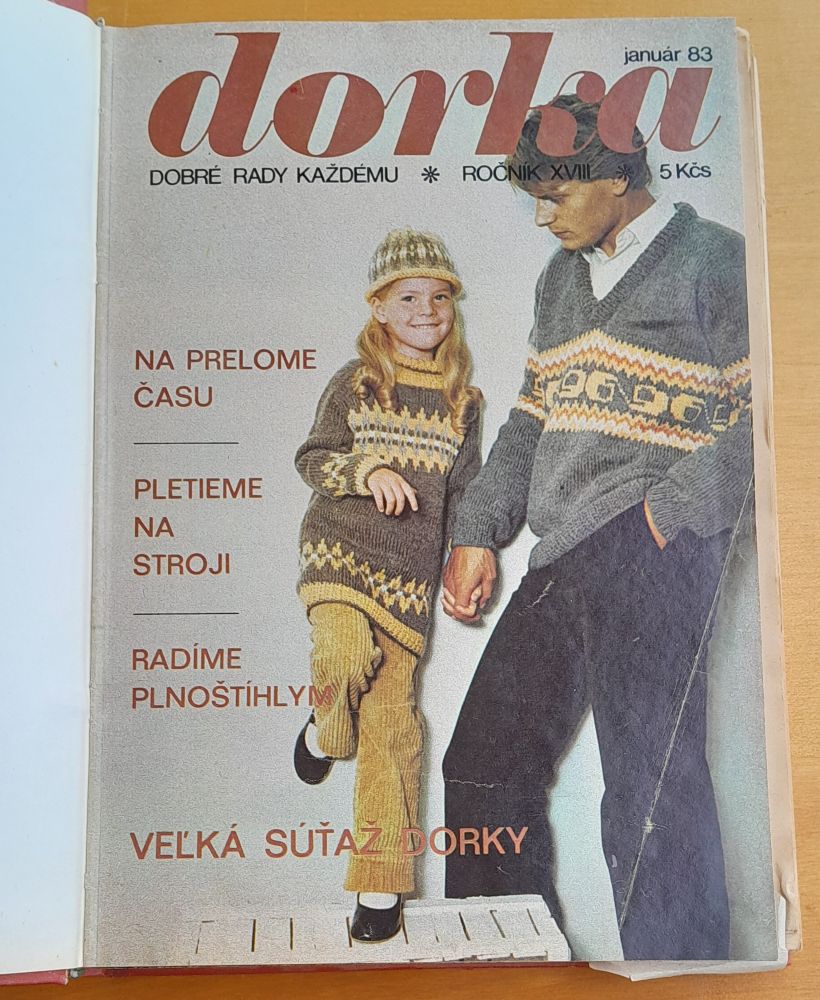 január 83
dorka
DOBRÉ RADY KAŽDÉMU * ROČNÍK XVIII * 5 Kčs
NA PRELOME
ČASU
PLETIEME
NA
STROJI
RADÍME
PLNOŠTÍHLYM
VEĽKÁ SÚŤAŽ DORKY